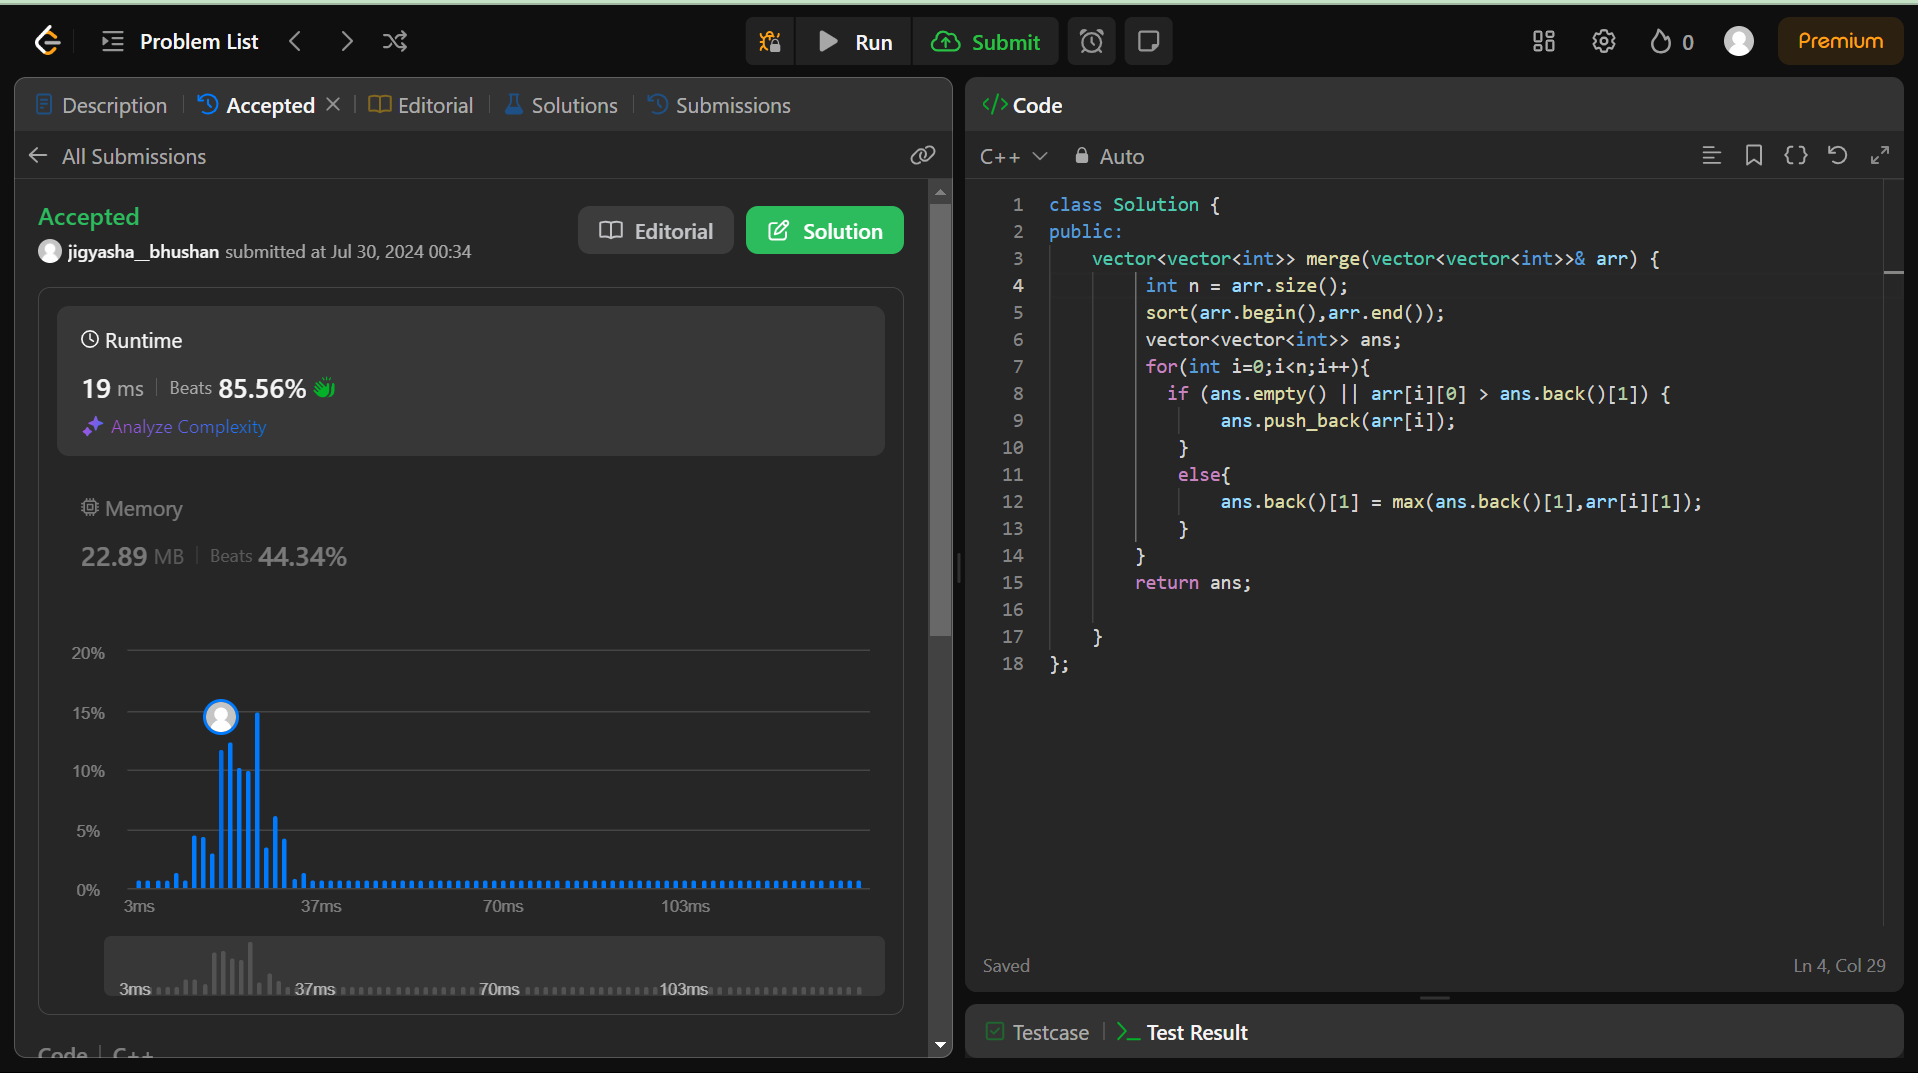 Problem List
Run
Submit
0
Premium
Description
Accepted
Editorial
Solutions
Submissions
All Submissions
Accepted
jigyasha__bhushan submitted at Jul 30, 2024 00:34
Editorial
Solution
Runtime
19 ms
Beats 85.56%
Analyze Complexity
Memory
22.89 MB
Beats 44.34%
20%
15%
10%
5%
0%
3ms 37ms 70ms 103ms
3ms 37ms 70ms 103ms
Code C++
</> Code
C++ Auto
1 class Solution {
2 public:
3     vector<vector<int>> merge(vector<vector<int>>& arr) {
4         int n = arr.size();
5         sort(arr.begin(),arr.end());
6         vector<vector<int>> ans;
7         for(int i=0;i<n;i++){
8           if (ans.empty() || arr[i][0] > ans.back()[1]) {
9                ans.push_back(arr[i]);
10            }
11            else{
12                ans.back()[1] = max(ans.back()[1],arr[i][1]);
13            }
14        }
15        return ans;
16
17    }
18 };
Saved
Ln 4, Col 29
Testcase
Test Result